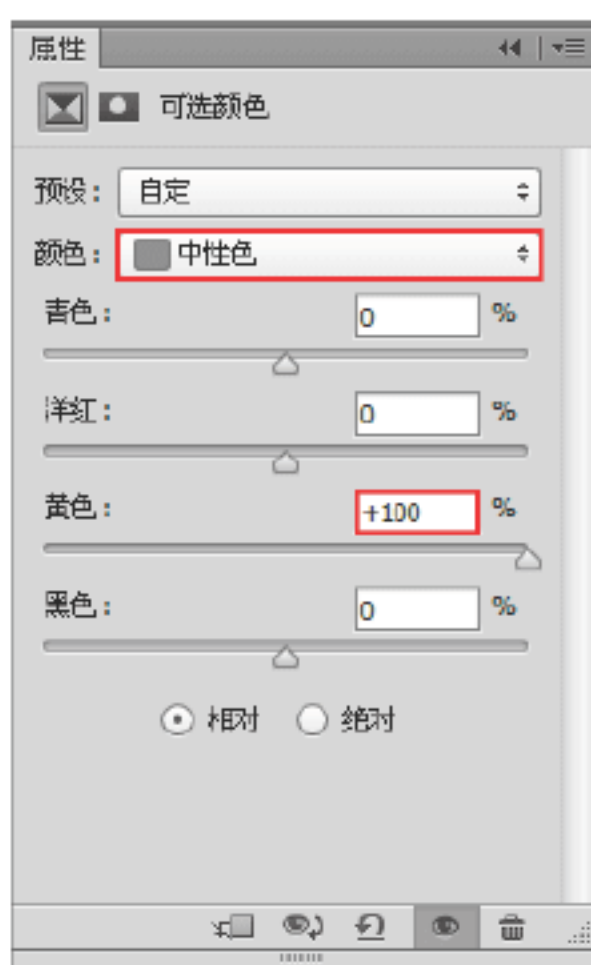 属性
可选颜色
预设： 自定
颜色： 中性色
青色： 0 %
洋红： 0 %
黄色： +100 %
黑色： 0 %
相对 绝对